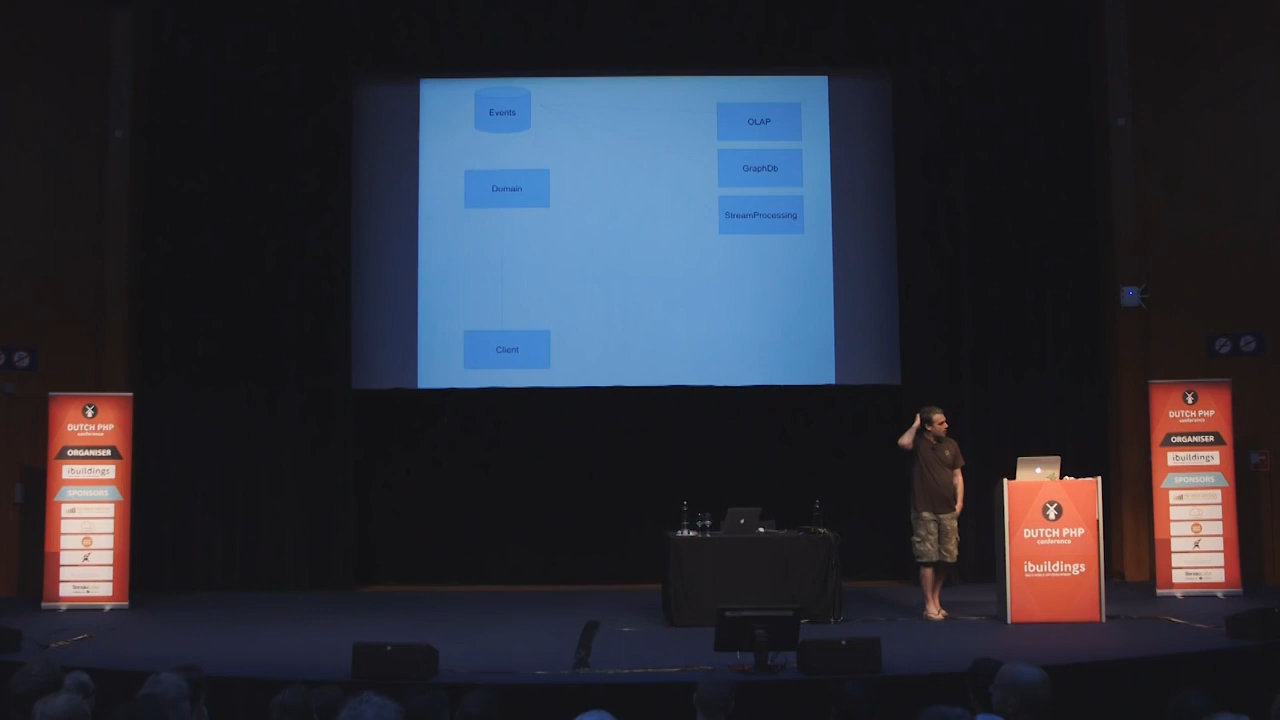 Events
OLAP
GraphDb
Domain
StreamProcessing
Client
DUTCH PHP
conference
ORGANISER
ibuildings
SPONSORS
DUTCH PHP
conference
ibuildings
DUTCH PHP
conference
ORGANISER
ibuildings
SPONSORS